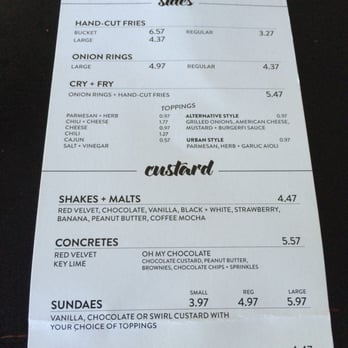 sides
HAND-CUT FRIES
BUCKET 6.57 REGULAR 3.27
LARGE 4.37
ONION RINGS
LARGE 4.97 REGULAR 4.37
CRY + FRY
ONION RINGS + HAND-CUT FRIES 5.47
TOPPINGS
PARMESAN + HERB 0.97 ALTERNATIVE STYLE 0.97
CHILI + CHEESE 1.77 GRILLED ONIONS, AMERICAN CHEESE,
CHEESE 0.97 MUSTARD + BURGERFI SAUCE
CHILI 1.27
CAJUN 0.57 URBAN STYLE 0.97
SALT + VINEGAR PARMESAN, HERB + GARLIC AIOLI
custard
SHAKES + MALTS 4.47
RED VELVET, CHOCOLATE, VANILLA, BLACK + WHITE, STRAWBERRY,
BANANA, PEANUT BUTTER, COFFEE MOCHA
CONCRETES 5.57
RED VELVET OH MY CHOCOLATE
KEY LIME CHOCOLATE CUSTARD, PEANUT BUTTER,
BROWNIES, CHOCOLATE CHIPS + SPRINKLES
SMALL REG LARGE
SUNDAES 3.97 4.97 5.97
VANILLA, CHOCOLATE OR SWIRL CUSTARD WITH
YOUR CHOICE OF TOPPINGS